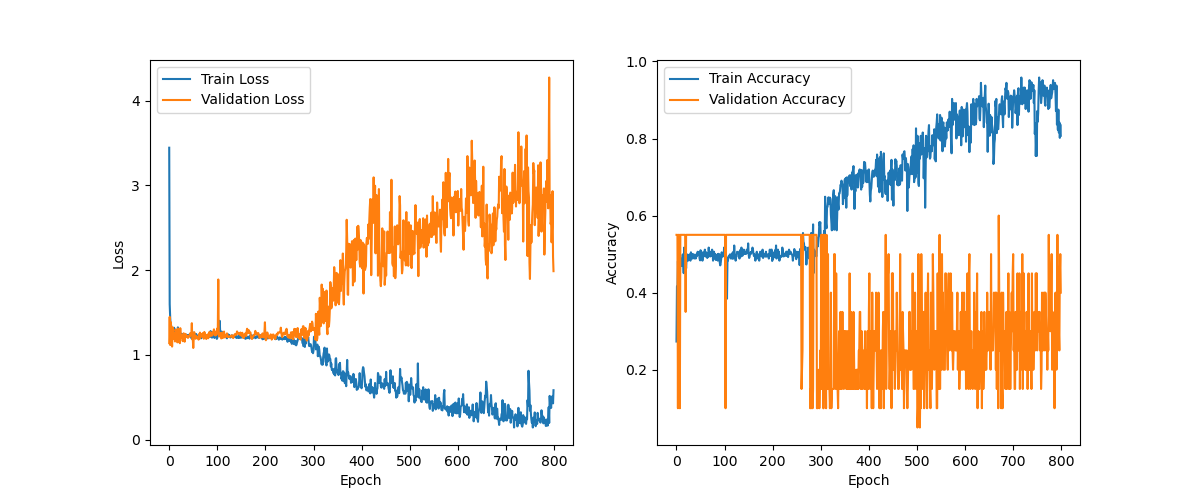 Train Loss
Validation Loss
Loss
4
3
2
1
0
0 100 200 300 400 500 600 700 800
Epoch
Train Accuracy
Validation Accuracy
Accuracy
1.0
0.8
0.6
0.4
0.2
0 100 200 300 400 500 600 700 800
Epoch